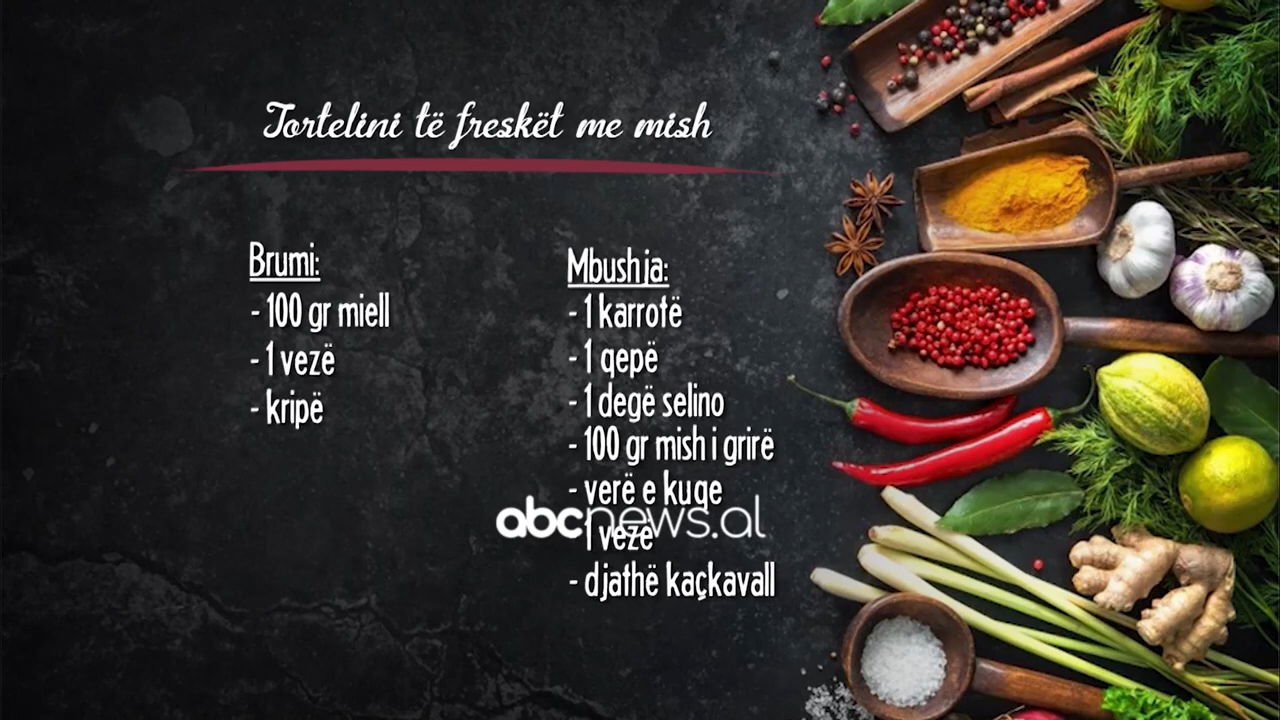 Tortelini të freskët me mish
Brumi:
- 100 gr miell
- 1 vezë
- kripë
Mbushja:
- 1 karrotë
- 1 qepë
- 1 degë selino
- 100 gr mish i grirë
- verë e kuqe
abcnews.al
1 vezë
- djathë kaçkavall